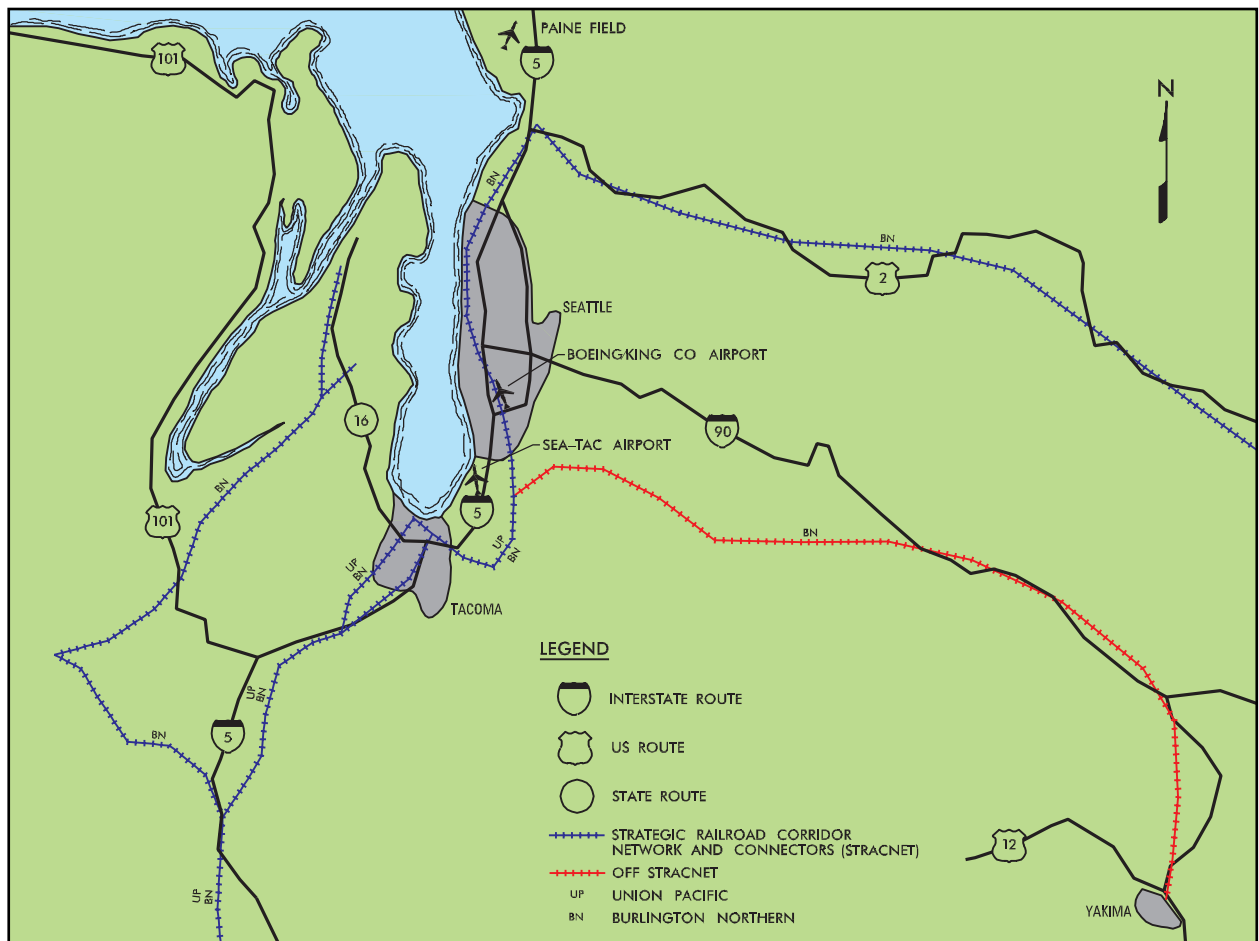 PAINE FIELD
101
5
N
BN
BN
2
SEATTLE
BOEING/KING CO AIRPORT
16
90
SEA-TAC AIRPORT
BN
101
5
UP
BN
BN
UP
BN
TACOMA
LEGEND
INTERSTATE ROUTE
UP
BN
5
BN
US ROUTE
STATE ROUTE
STRATEGIC RAILROAD CORRIDOR
NETWORK AND CONNECTORS (STRACNET)
12
OFF STRACNET
UP UNION PACIFIC
BN BURLINGTON NORTHERN
UP
BN
YAKIMA